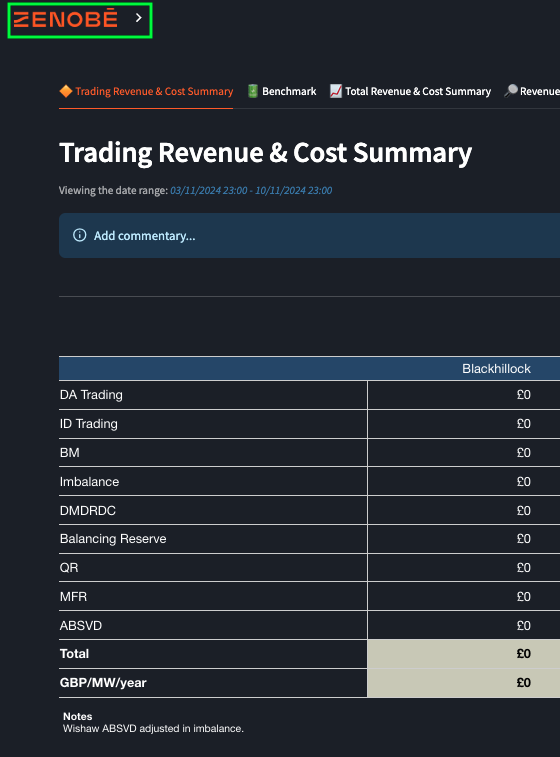 ZENOBĒ
Trading Revenue & Cost Summary Benchmark Total Revenue & Cost Summary Revenue
Trading Revenue & Cost Summary
Viewing the date range: 03/11/2024 23:00 - 10/11/2024 23:00
Add commentary...
Blackhillock
DA Trading £0
ID Trading £0
BM £0
Imbalance £0
DMDRDC £0
Balancing Reserve £0
QR £0
MFR £0
ABSVD £0
Total £0
GBP/MW/year £0
Notes
Wishaw ABSVD adjusted in imbalance.